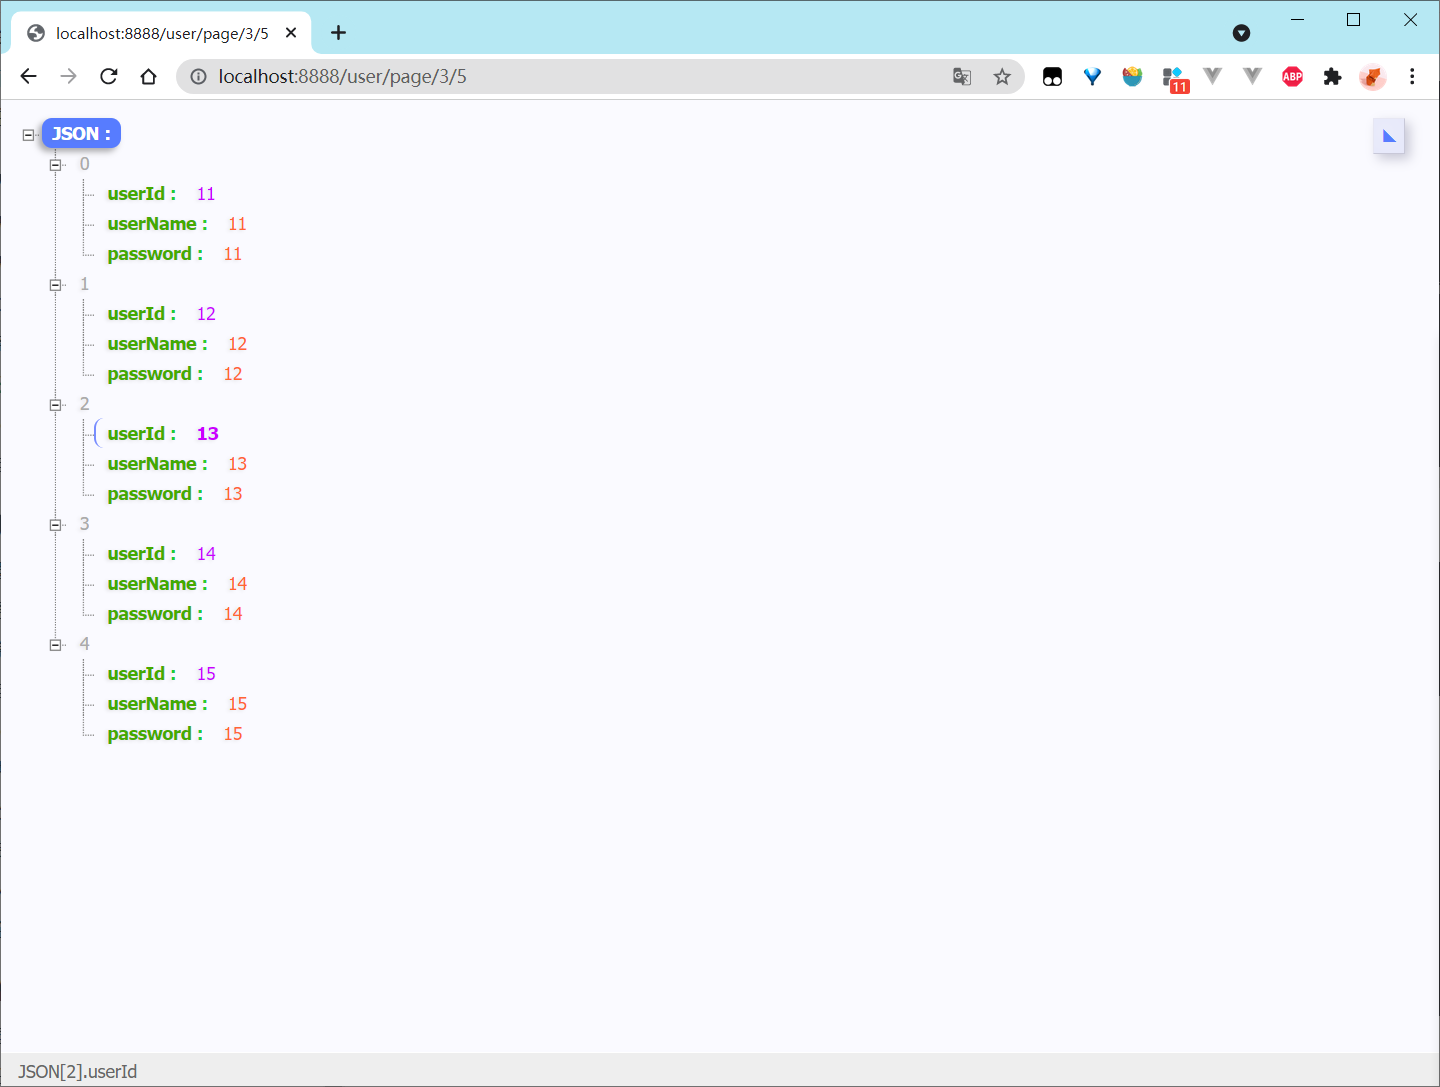 localhost:8888/user/page/3/5
localhost:8888/user/page/3/5
11
ABP
JSON :
0
userId : 11
userName : 11
password : 11
1
userId : 12
userName : 12
password : 12
2
userId : 13
userName : 13
password : 13
3
userId : 14
userName : 14
password : 14
4
userId : 15
userName : 15
password : 15
JSON[2].userId